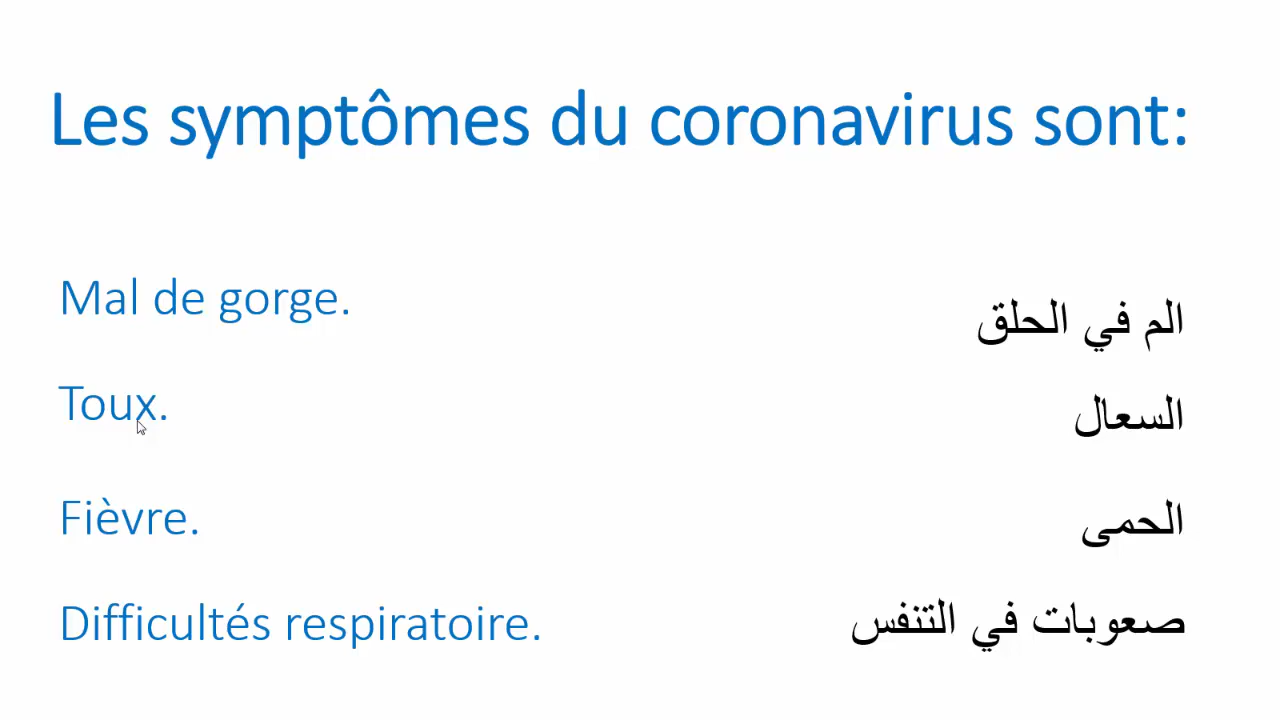 Les symptômes du coronavirus sont:
Mal de gorge.
الم في الحلق
Toux.
السعال
Fièvre.
الحمى
Difficultés respiratoire.
صعوبات في التنفس